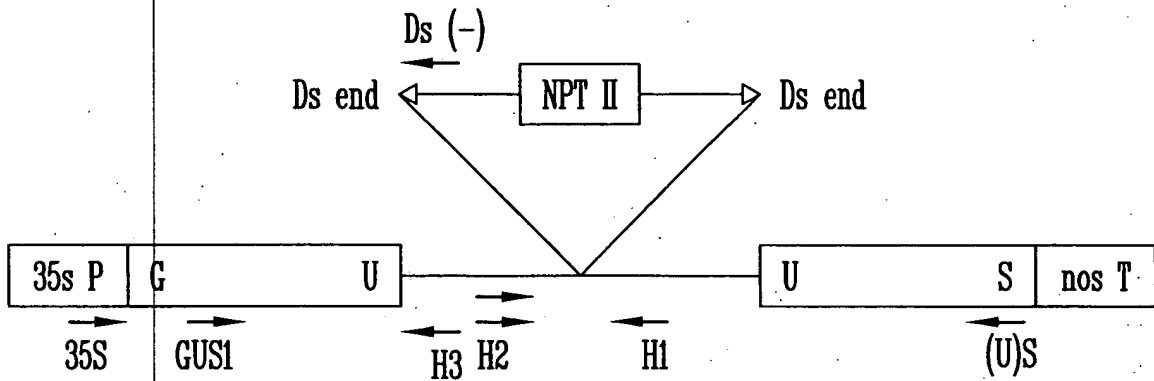 Ds (-)
Ds end NPT II Ds end
35s P G U U S nos T
35S GUS1 H3 H2 H1 (U)S